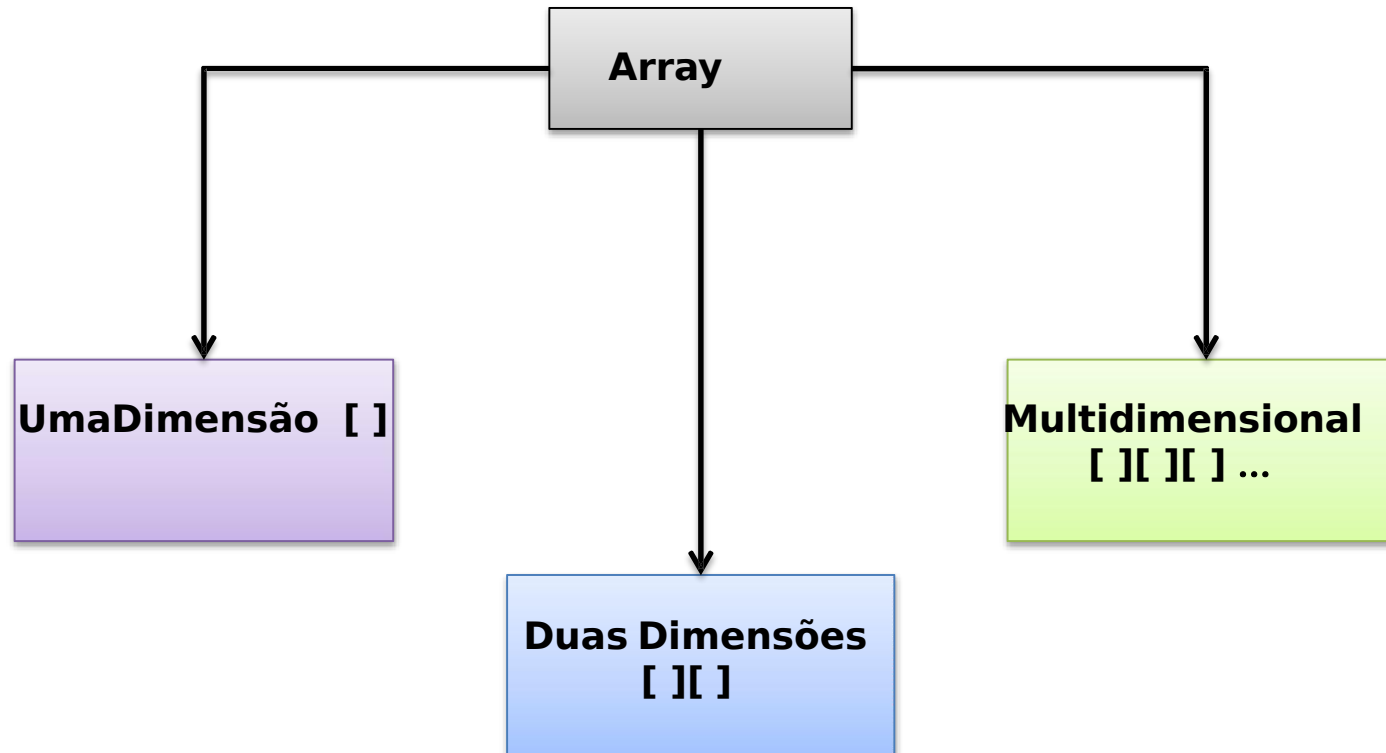 Array
UmaDimensão [ ]
Multidimensional
[ ][ ][ ] ...
Duas Dimensões
[ ][ ]